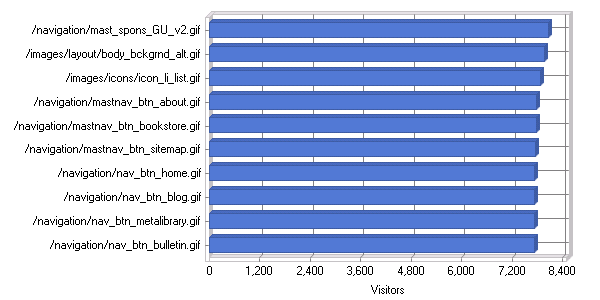 /navigation/mast_spons_GU_v2.gif
/images/layout/body_bckgrnd_alt.gif
/images/icons/icon_li_list.gif
/navigation/mastnav_btn_about.gif
/navigation/mastnav_btn_bookstore.gif
/navigation/mastnav_btn_sitemap.gif
/navigation/nav_btn_home.gif
/navigation/nav_btn_blog.gif
/navigation/nav_btn_metalibrary.gif
/navigation/nav_btn_bulletin.gif
0 1,200 2,400 3,600 4,800 6,000 7,200 8,400
Visitors